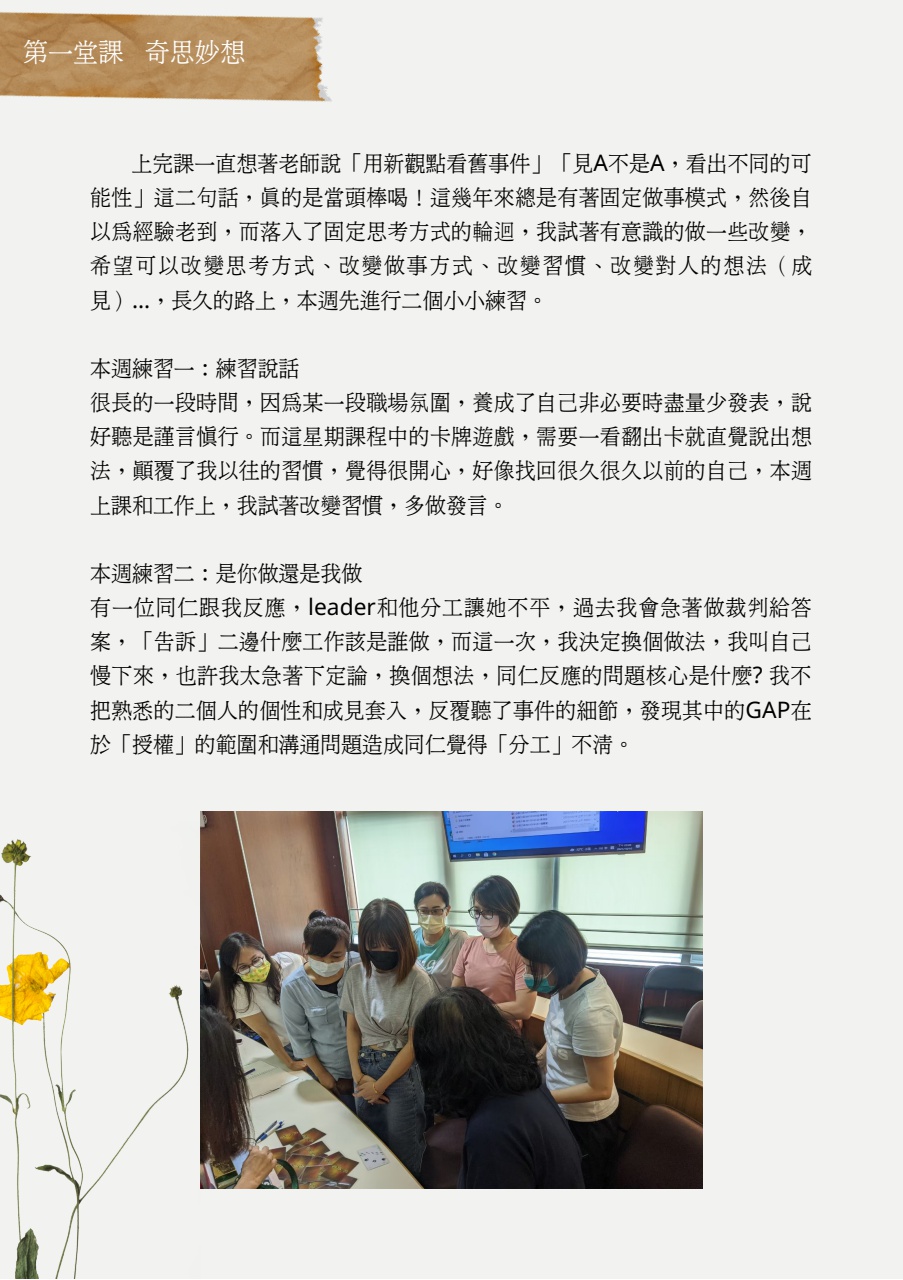 第一堂課　奇思妙想
上完課一直想著老師說「用新觀點看舊事件」「見A不是A，看出不同的可
能性」這二句話，真的是當頭棒喝！這幾年來總是有著固定做事模式，然後自
以為經驗老到，而落入了固定思考方式的輪迴，我試著有意識的做一些改變，
希望可以改變思考方式、改變做事方式、改變習慣、改變對人的想法（成
見）...，長久的路上，本週先進行二個小小練習。
本週練習一：練習說話
很長的一段時間，因為某一段職場氛圍，養成了自己非必要時盡量少發表，說
好聽是謹言慎行。而這星期課程中的卡牌遊戲，需要一看翻出卡就直覺說出想
法，顛覆了我以往的習慣，覺得很開心，好像找回很久很久以前的自己，本週
上課和工作上，我試著改變習慣，多做發言。
本週練習二：是你做還是我做
有一位同仁跟我反應，leader和他分工讓她不平，過去我會急著做裁判給答
案，「告訴」二邊什麼工作該是誰做，而這一次，我決定換個做法，我叫自己
慢下來，也許我太急著下定論，換個想法，同仁反應的問題核心是什麼? 我不
把熟悉的二個人的個性和成見套入，反覆聽了事件的細節，發現其中的GAP在
於「授權」的範圍和溝通問題造成同仁覺得「分工」不清。